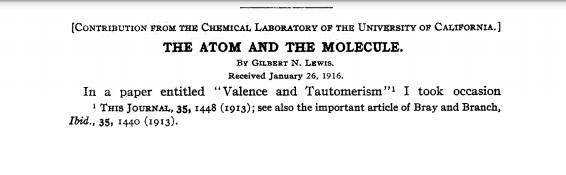 [CONTRIBUTION FROM THE CHEMICAL LABORATORY OF THE UNIVERSITY OF CALIFORNIA.]
THE ATOM AND THE MOLECULE.
BY GILBERT N. LEWIS.
Received January 26, 1916.
In a paper entitled "Valence and Tautomerism"¹ I took occasion
¹ THIS JOURNAL, 35, 1448 (1913); see also the important article of Bray and Branch,
Ibid., 35, 1440 (1913).